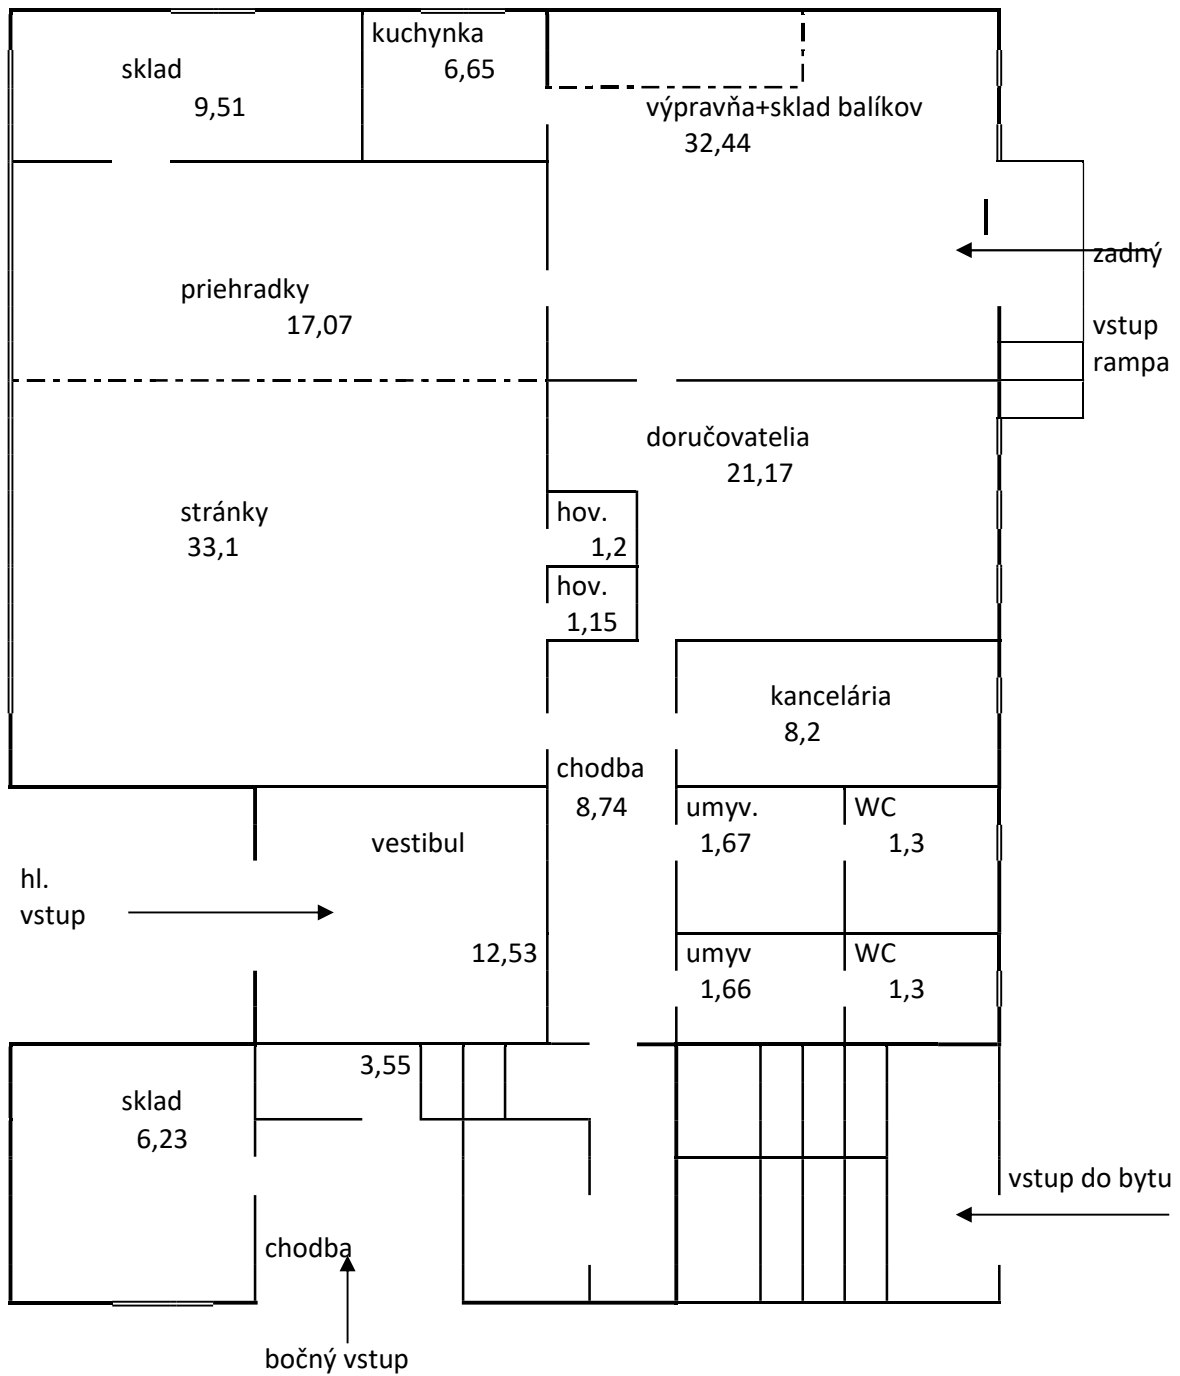 kuchynka
6,65
sklad
9,51
výpravňa+sklad balíkov
32,44
zadný
vstup
rampa
priehradky
17,07
doručovatelia
21,17
stránky
33,1
hov.
1,2
hov.
1,15
kancelária
8,2
chodba
8,74
umyv.
1,67
WC
1,3
vestibul
12,53
hl.
vstup
umyv
1,66
WC
1,3
3,55
sklad
6,23
vstup do bytu
chodba
bočný vstup